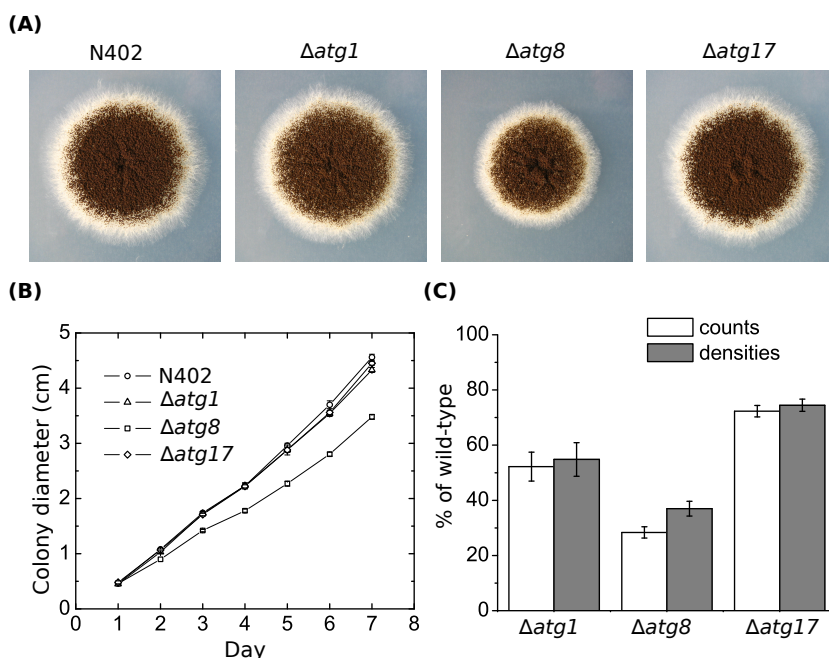 (A)
N402 Δatg1 Δatg8 Δatg17
(B)
5
4
3
2
1
0
0 1 2 3 4 5 6 7 8
Colony diameter (cm)
Day
N402
Δatg1
Δatg8
Δatg17
(C)
counts
densities
100
80
60
40
20
0
% of wild-type
Δatg1 Δatg8 Δatg17